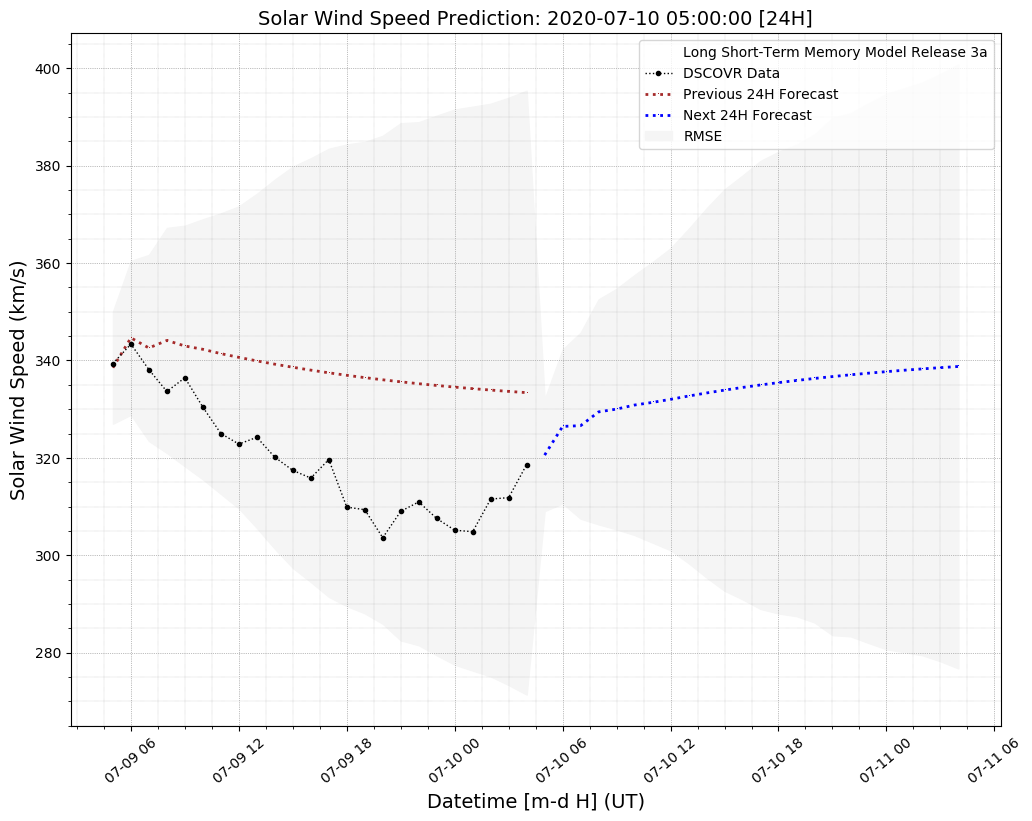 Solar Wind Speed Prediction: 2020-07-10 05:00:00 [24H]
Long Short-Term Memory Model Release 3a
DSCOVR Data
Previous 24H Forecast
Next 24H Forecast
RMSE
Solar Wind Speed (km/s)
400
380
360
340
320
300
280
07-09 06
07-09 12
07-09 18
07-10 00
07-10 06
07-10 12
07-10 18
07-11 00
07-11 06
Datetime [m-d H] (UT)